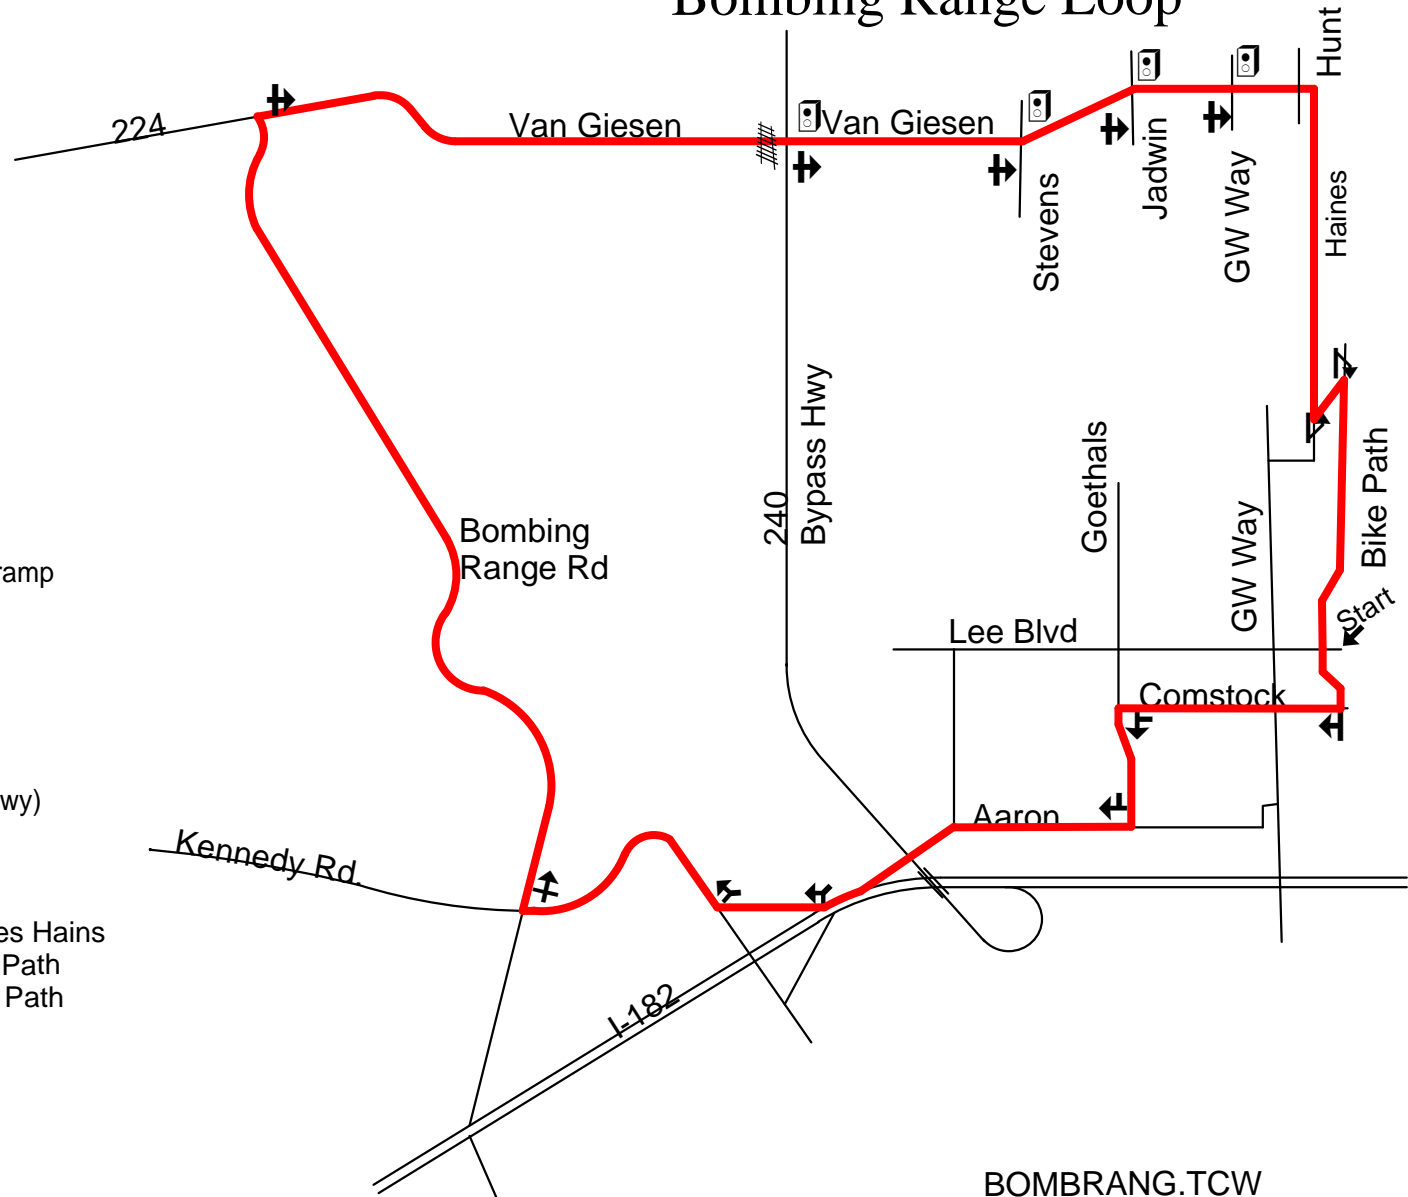 Bombing Range Loop
Hunt
224
Van Giesen
Van Giesen
Jadwin
GW Way
Stevens
Haines
Bypass Hwy
240
Goethals
Bike Path
GW Way
Bombing
Range Rd
ramp
Start
Lee Blvd
Comstock
wy)
Aaron
Kennedy Rd.
es Hains
Path
Path
I-182
BOMBRANG.TCW